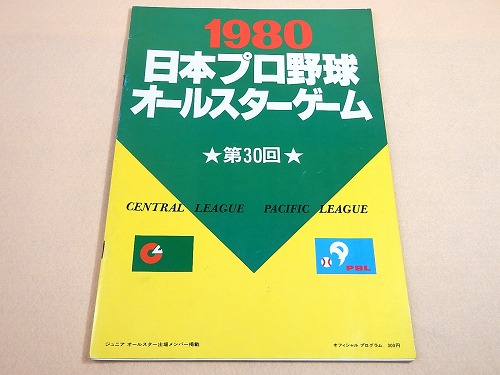 1980
日本プロ野球
オールスターゲーム
★第30回★
CENTRAL LEAGUE PACIFIC LEAGUE
PBL
ジュニア オールスター出場メンバー掲載
オフィシャル プログラム 300円